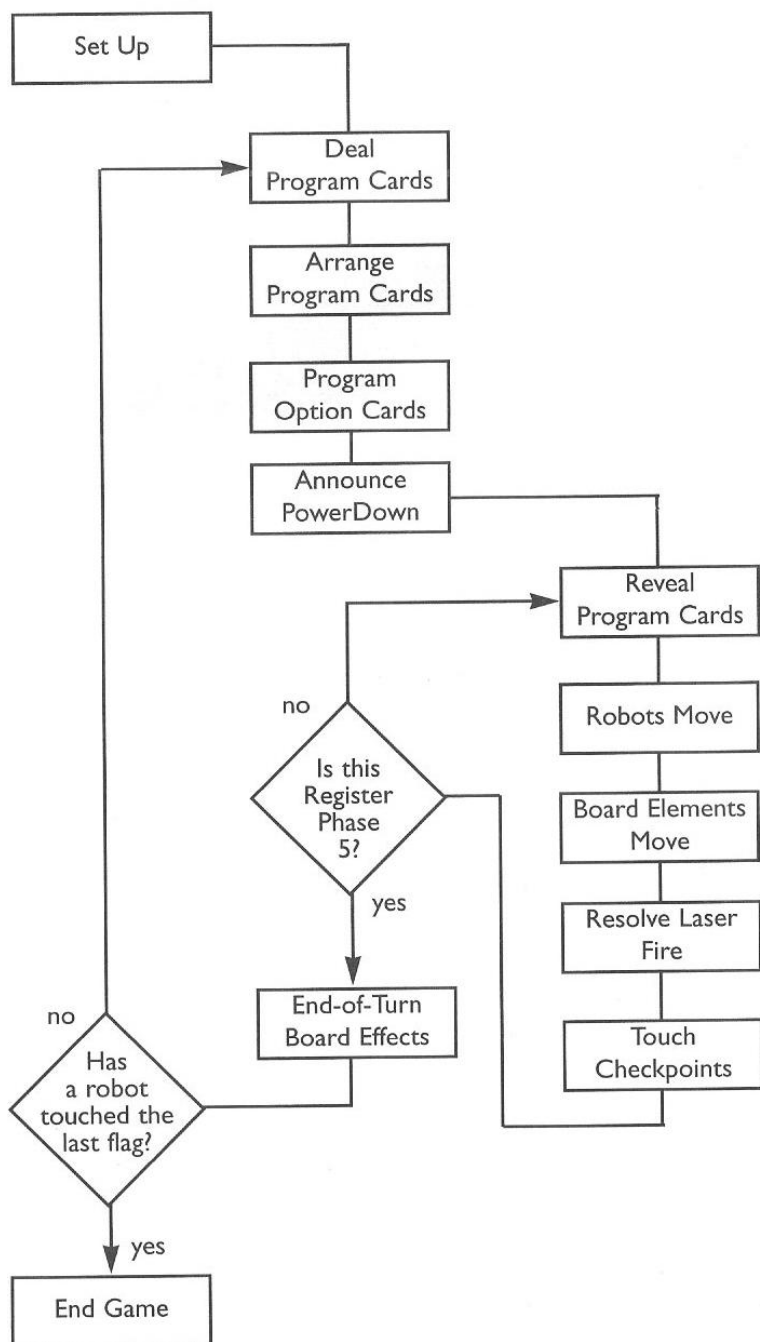 Set Up
Deal
Program Cards
Arrange
Program Cards
Program
Option Cards
Announce
PowerDown
Reveal
Program Cards
Robots Move
Board Elements
Move
Resolve Laser
Fire
Touch
Checkpoints
no
Is this
Register
Phase
5?
yes
End-of-Turn
Board Effects
no
Has
a robot
touched the
last flag?
yes
End Game